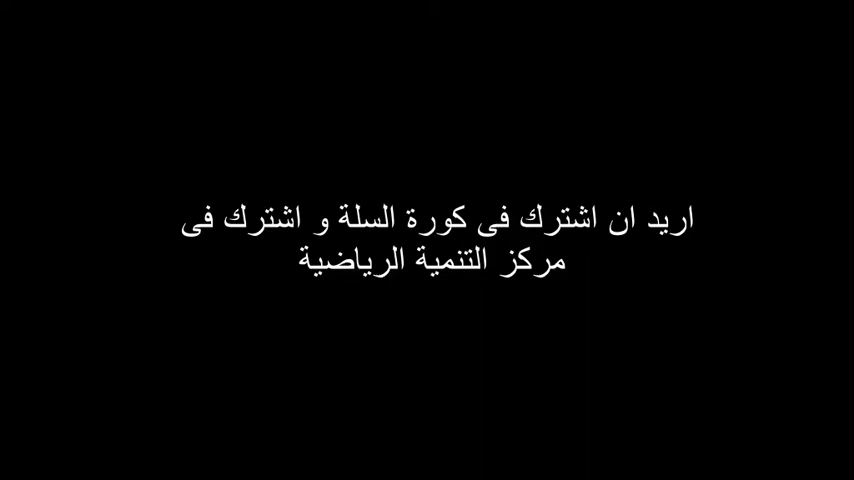 اريد ان اشترك فى كورة السلة و اشترك فى
مركز التنمية الرياضية